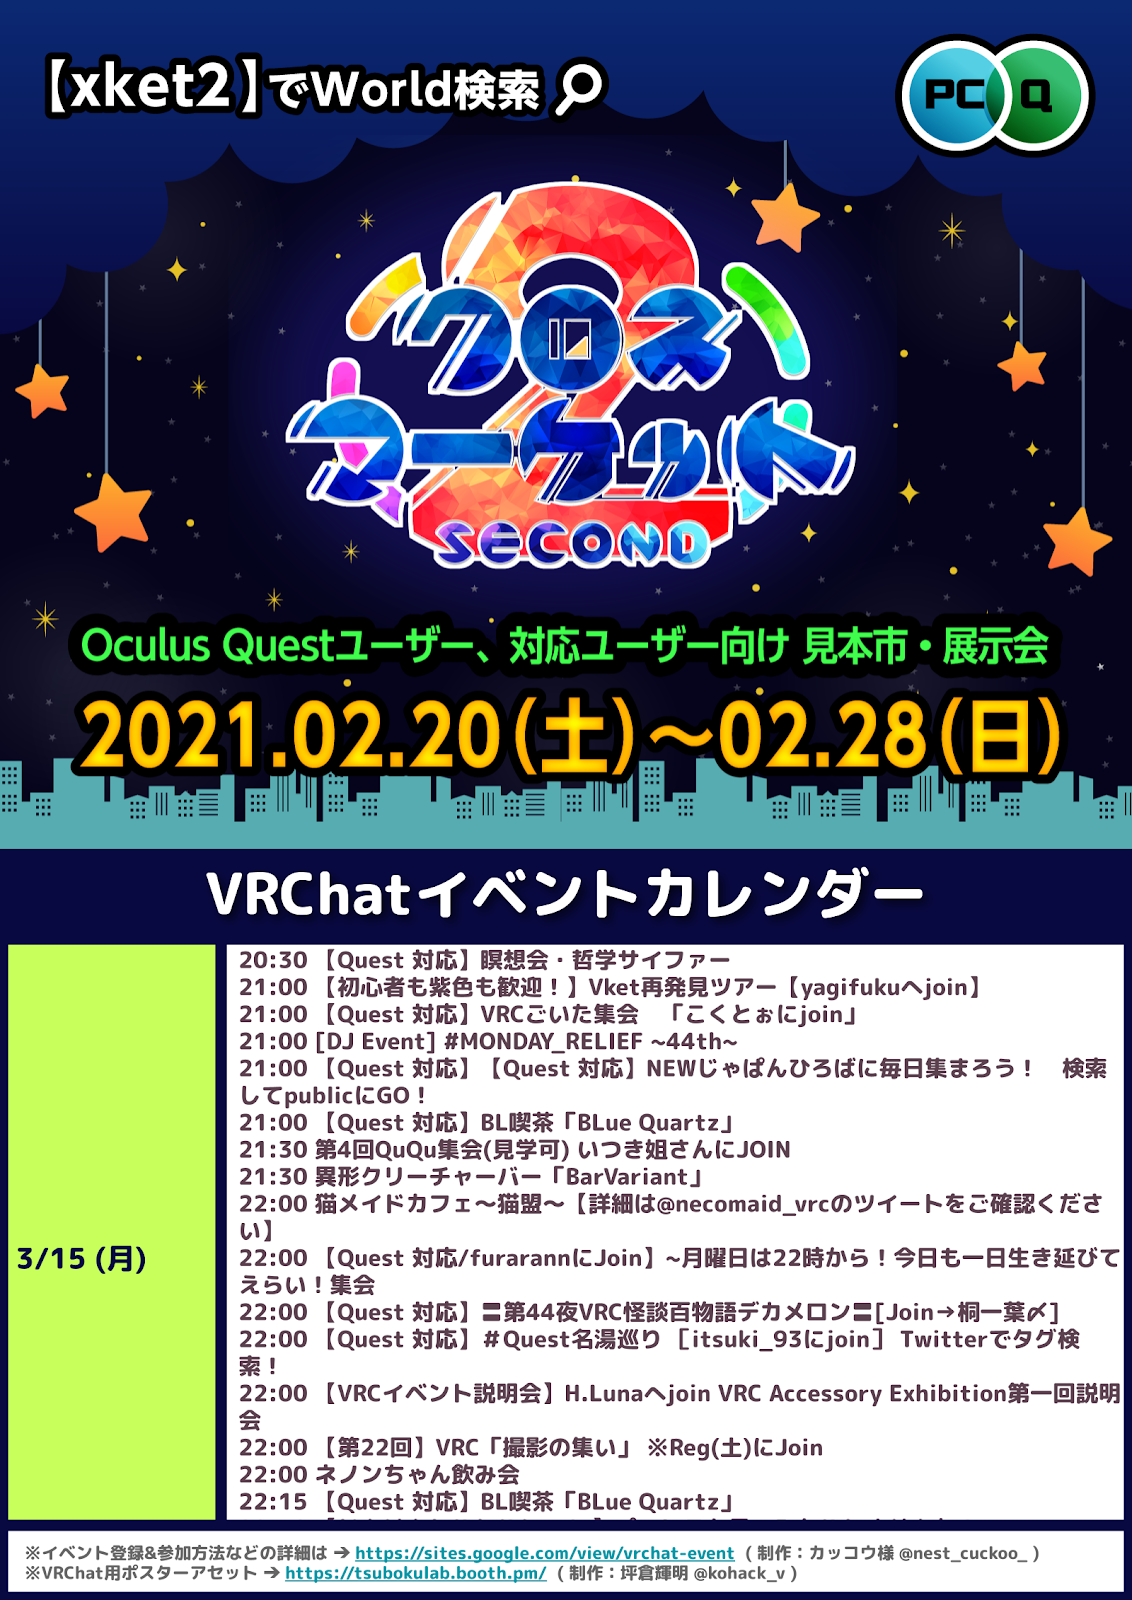 【xket2】でWorld検索
PC Q
2
クロス
マーケット
SECOND
Oculus Questユーザー、対応ユーザー向け 見本市・展示会
2021.02.20(土)～02.28(日)
VRChatイベントカレンダー
3/15 (月)
20:30 【Quest 対応】瞑想会・哲学サイファー
21:00 【初心者も紫色も歓迎！】Vket再発見ツアー【yagifukuへjoin】
21:00 【Quest 対応】VRCごいた集会　「こくとぉにjoin」
21:00 [DJ Event] #MONDAY_RELIEF ~44th~
21:00 【Quest 対応】【Quest 対応】NEWじゃぱんひろばに毎日集まろう！　検索
してpublicにGO！
21:00 【Quest 対応】BL喫茶「BLue Quartz」
21:30 第4回QuQu集会(見学可) いつき姐さんにJOIN
21:30 異形クリーチャーバー「BarVariant」
22:00 猫メイドカフェ～猫盟～【詳細は@necomaid_vrcのツイートをご確認くださ
い】
22:00 【Quest 対応/furarannにJoin】~月曜日は22時から！今日も一日生き延びて
えらい！集会
22:00 【Quest 対応】〓第44夜VRC怪談百物語デカメロン〓[Join→桐一葉〆]
22:00 【Quest 対応】＃Quest名湯巡り ［itsuki_93にjoin］ Twitterでタグ検
索！
22:00 【VRCイベント説明会】H.Lunaへjoin VRC Accessory Exhibition第一回説明
会
22:00 【第22回】VRC「撮影の集い」 ※Reg(土)にJoin
22:00 ネノンちゃん飲み会
22:15 【Quest 対応】BL喫茶「BLue Quartz」
※イベント登録&参加方法などの詳細は ➔ https://sites.google.com/view/vrchat-event ( 制作：カッコウ様 @nest_cuckoo_ )
※VRChat用ポスターアセット ➔ https://tsubokulab.booth.pm/ ( 制作：坪倉輝明 @kohack_v )